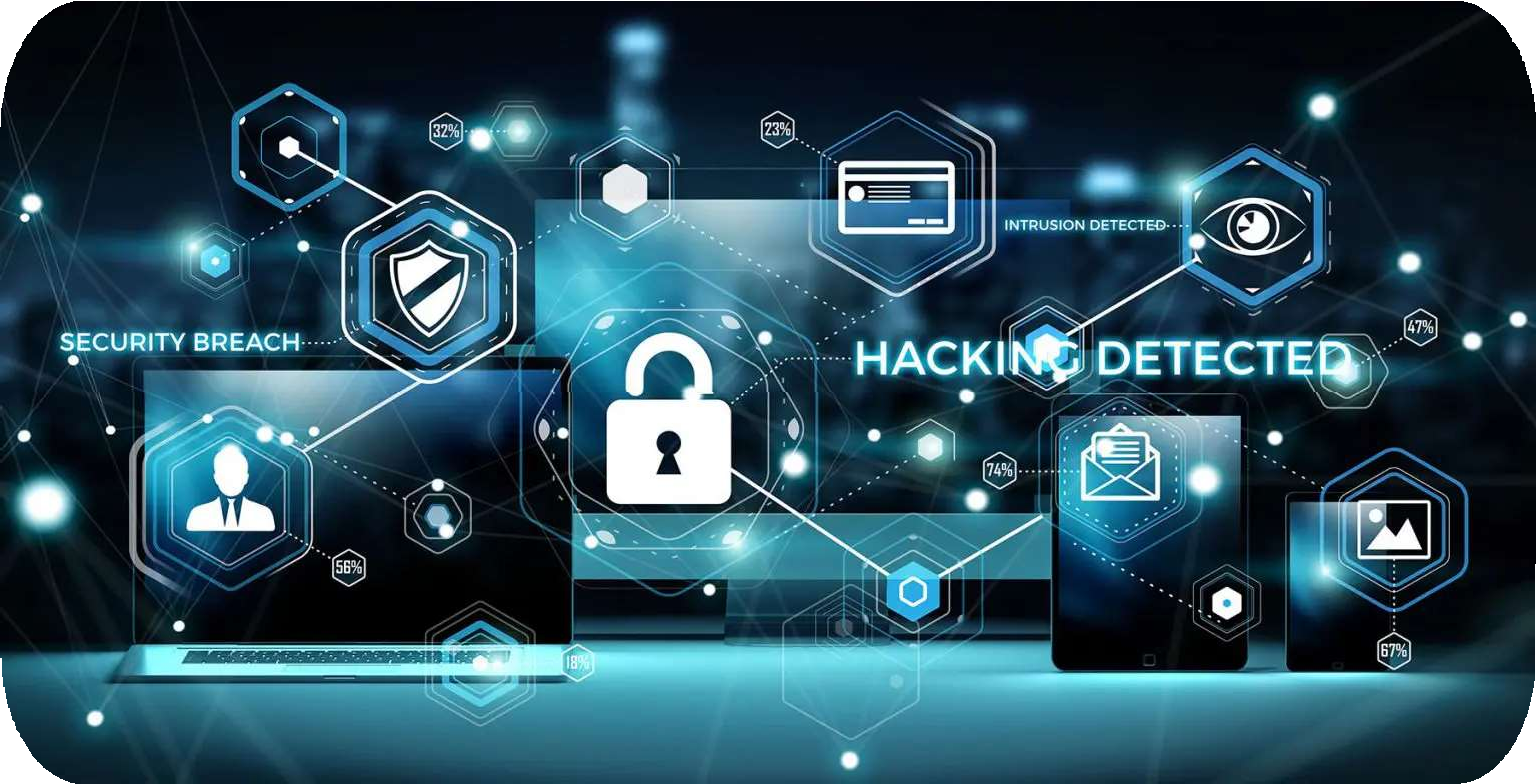 32%
23%
INTRUSION DETECTED
SECURITY BREACH
HACKING DETECTED
47%
74%
56%
18%
67%